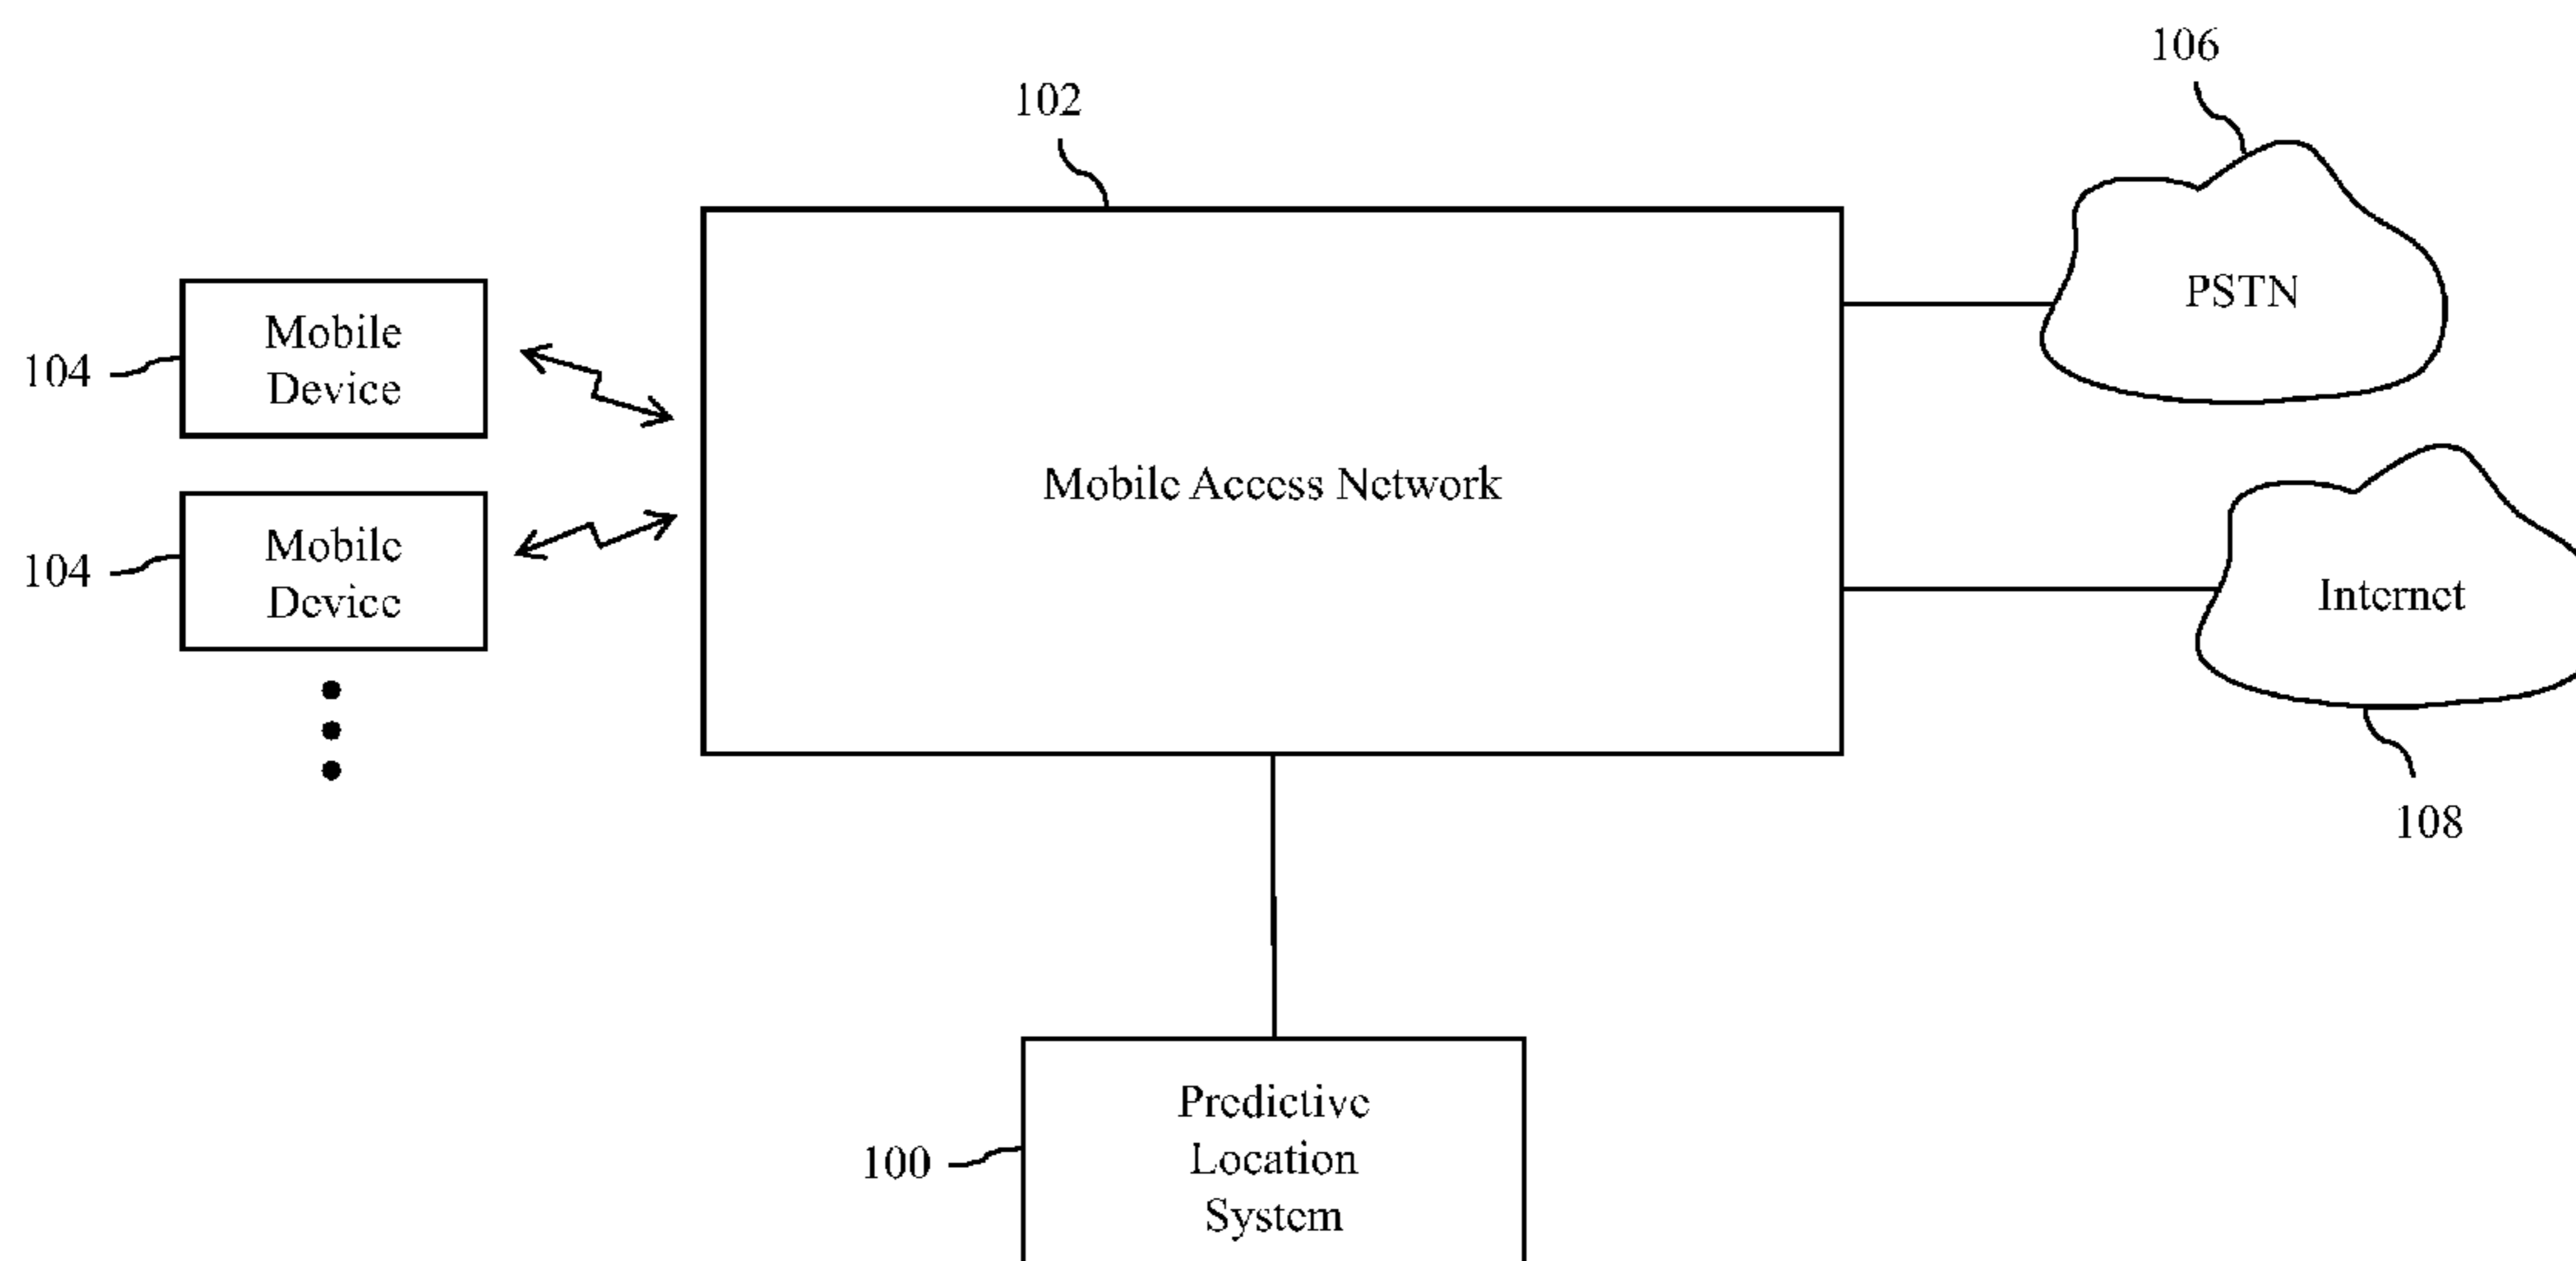 106
102
Mobile
Device
104
PSTN
Mobile Access Network
Mobile
Device
104
Internet
108
Predictive
Location
System
100